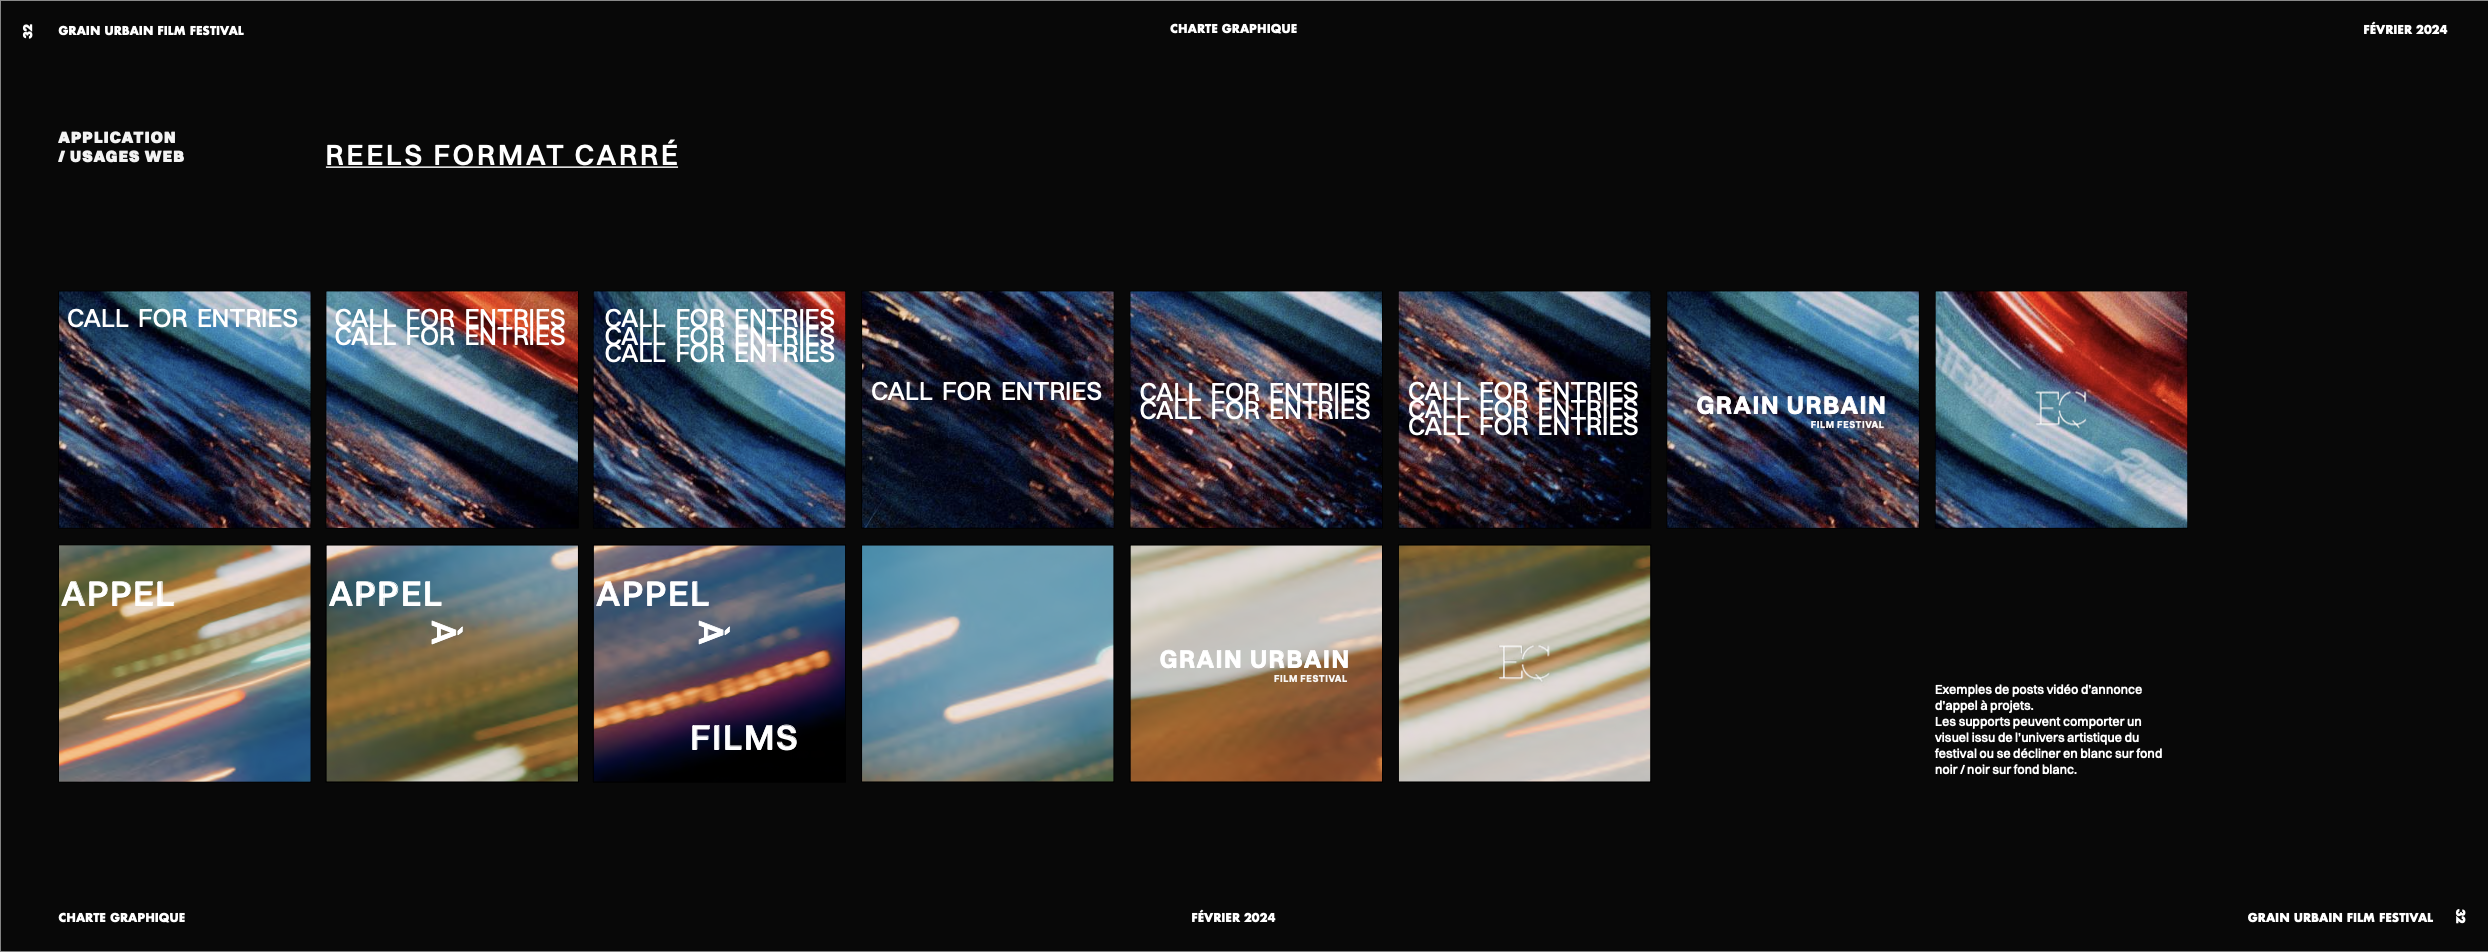 32
GRAIN URBAIN FILM FESTIVAL
CHARTE GRAPHIQUE
FÉVRIER 2024
APPLICATION
/ USAGES WEB
REELS FORMAT CARRÉ
CALL FOR ENTRIES
CALL FOR ENTRIES
CALL FOR ENTRIES
CALL FOR ENTRIES
CALL FOR ENTRIES
CALL FOR ENTRIES
CALL FOR ENTRIES
CALL FOR ENTRIES
CALL FOR ENTRIES
CALL FOR ENTRIES
CALL FOR ENTRIES
CALL FOR ENTRIES
GRAIN URBAIN
FILM FESTIVAL
EC
APPEL
APPEL
À
APPEL
À
FILMS
GRAIN URBAIN
FILM FESTIVAL
EC
Exemples de posts vidéo d'annonce
d'appel à projets.
Les supports peuvent comporter un
visuel issu de l'univers artistique du
festival ou se décliner en blanc sur fond
noir / noir sur fond blanc.
CHARTE GRAPHIQUE
FÉVRIER 2024
GRAIN URBAIN FILM FESTIVAL
32